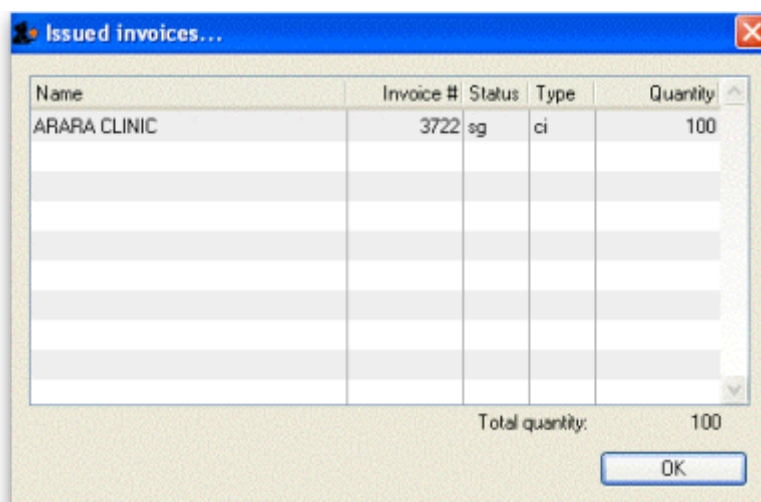 Issued invoices...
Name Invoice # Status Type Quantity
ARARA CLINIC 3722 sg ci 100
Total quantity: 100
OK